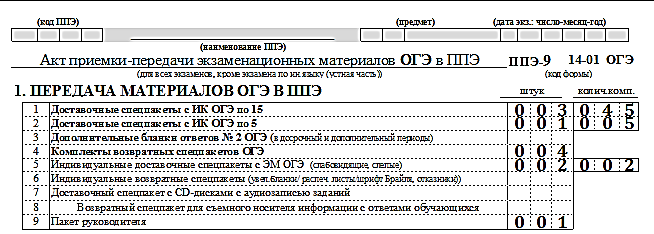 (код ППЭ) (предмет) (дата экз.: число-месяц-год)
(наименование ППЭ)
Акт приемки-передачи экзаменационных материалов ОГЭ в ППЭ ППЭ-9 14-01 ОГЭ
(для всех экзаменов, кроме экзамена по ин языку (устная часть)) (код формы)
1. ПЕРЕДАЧА МАТЕРИАЛОВ ОГЭ В ППЭ штук колич.комп.
1 Доставочные спецпакеты с ИК ОГЭ по 15 0 0 3 0 4 5
2 Доставочные спецпакеты с ИК ОГЭ по 5 0 0 1 0 0 5
3 Дополнительные бланки ответов № 2 ОГЭ (в досрочный и дополнительный периоды)
4 Комплекты возвратных спецпакетов ОГЭ 0 0 4
5 Индивидуальные доставочные спецпакеты с ЭМ ОГЭ (слабовидящие, слепые) 0 0 2 0 0 2
6 Индивидуальные возвратные спецпакеты (увел.бланки/ распеч. листы/шрифт Брайля, отказники))
7 Доставочный спецпакет с CD-дисками с аудиозаписью заданий
8 Возвратный спецпакет для съемного носителя информации с ответами обучающихся
9 Пакет руководителя 0 0 1